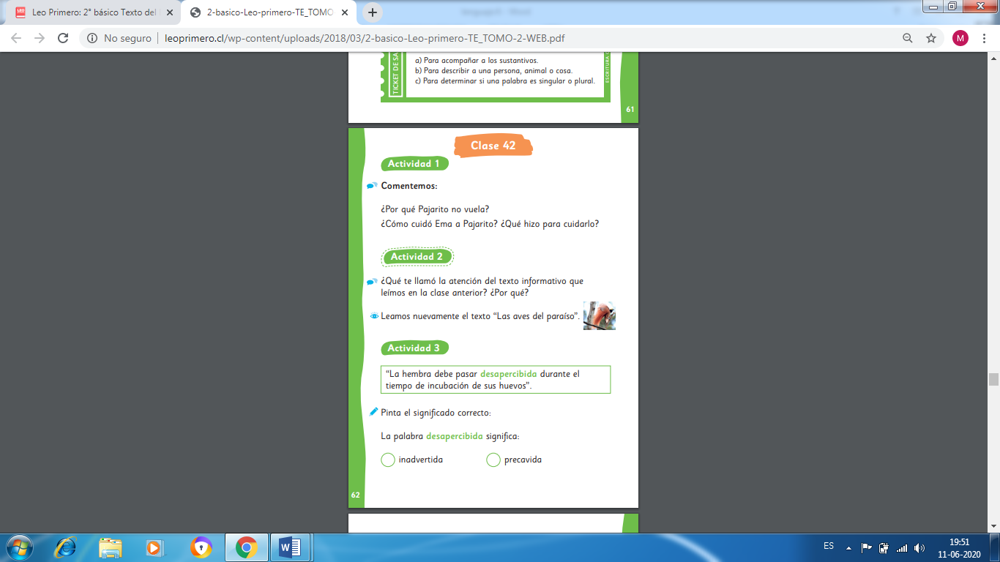 Leo Primero: 2° básico Texto del
2-basico-Leo-primero-TE_TOMO
No seguro
leoprimero.cl/wp-content/uploads/2018/03/2-basico-Leo-primero-TE_TOMO-2-WEB.pdf
M
TICKET DE SA
a) Para acompañar a los sustantivos.
b) Para describir a una persona, animal o cosa.
c) Para determinar si una palabra es singular o plural.
ESCRITURA
61
Clase 42
Actividad 1
Comentemos:
¿Por qué Pajarito no vuela?
¿Cómo cuidó Ema a Pajarito? ¿Qué hizo para cuidarlo?
Actividad 2
¿Qué te llamó la atención del texto informativo que
leímos en la clase anterior? ¿Por qué?
Leamos nuevamente el texto “Las aves del paraíso”.
Actividad 3
“La hembra debe pasar desapercibida durante el
tiempo de incubación de sus huevos”.
Pinta el significado correcto:
La palabra desapercibida significa:
inadvertida precavida
62
ES
19:51
11-06-2020